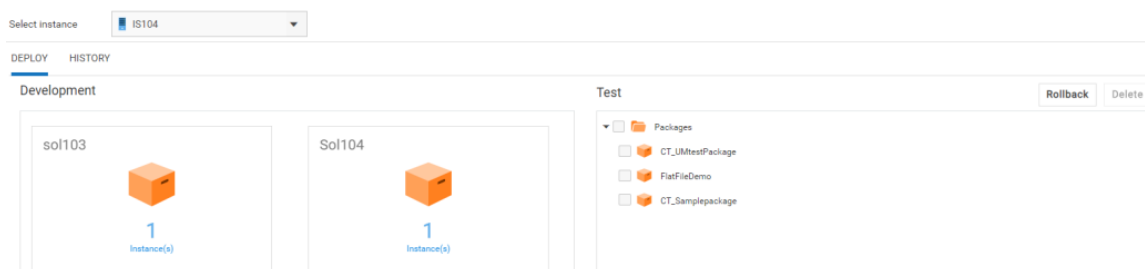 Select instance IS104
DEPLOY HISTORY
Development
sol103
1
Instance(s)
Sol104
1
Instance(s)
Test
Rollback Delete
Packages
CT_UMtestPackage
FlatFileDemo
CT_Samplepackage